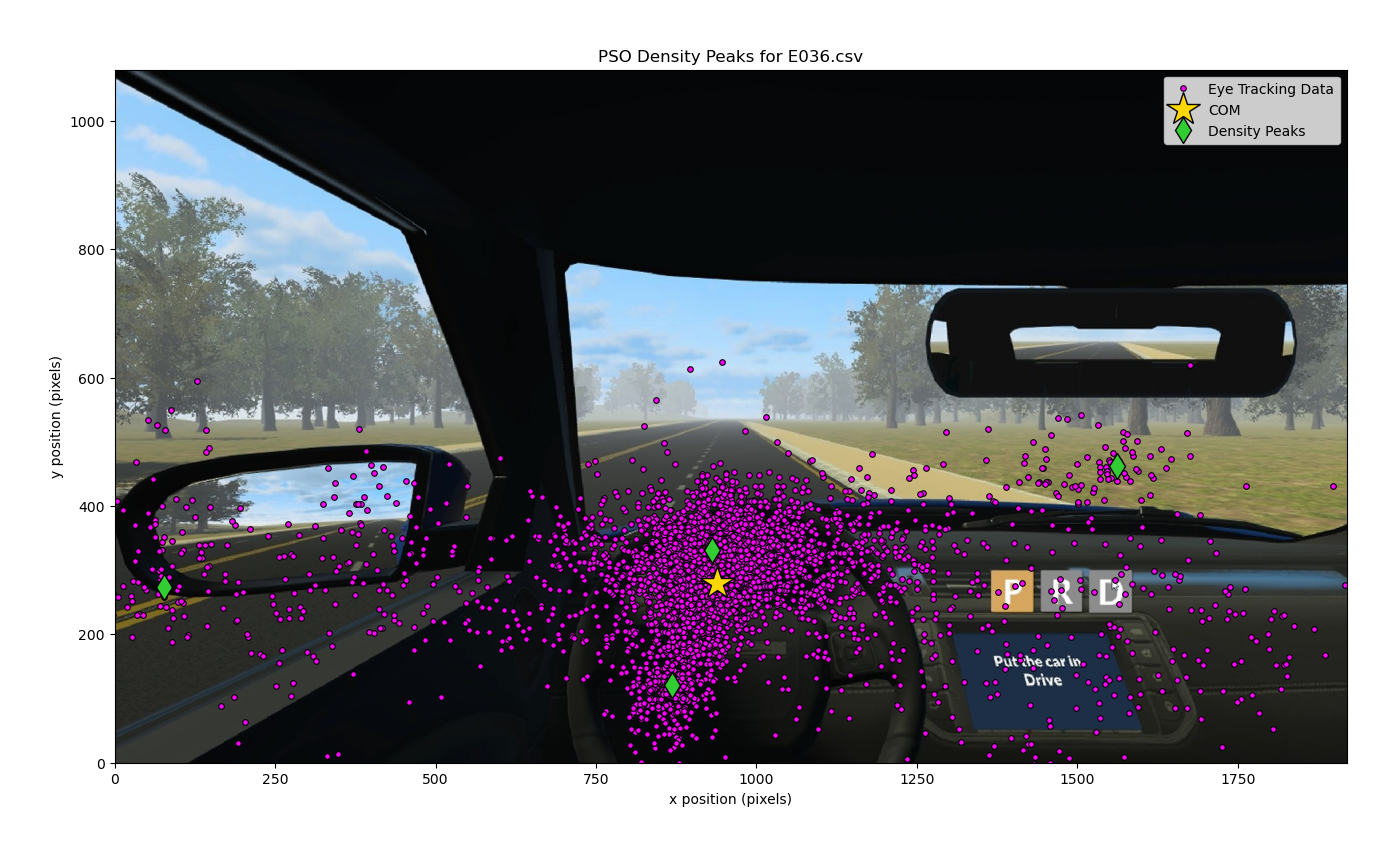 PSO Density Peaks for E036.csv
Eye Tracking Data
COM
Density Peaks
y position (pixels)
1000
800
600
400
200
0
P R D
Put the car in
Drive
0 250 500 750 1000 1250 1500 1750
x position (pixels)